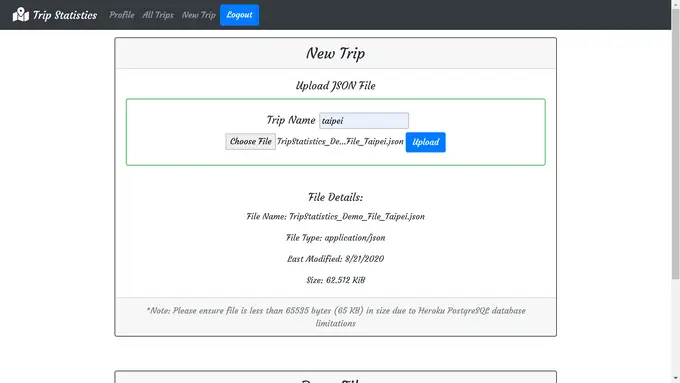 Trip Statistics Profile All Trips New Trip Logout
New Trip
Upload JSON File
Trip Name taipei
Choose File TripStatistics_De...File_Taipei.json Upload
File Details:
File Name: TripStatistics_Demo_File_Taipei.json
File Type: application/json
Last Modified: 8/21/2020
Size: 62.512 KiB
*Note: Please ensure file is less than 65535 bytes (65 KB) in size due to Heroku PostgreSQL database
limitations